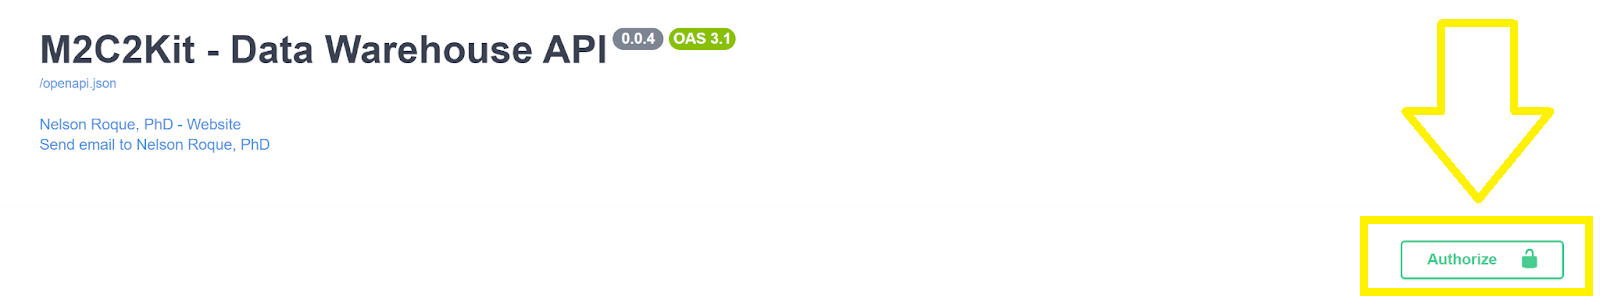 M2C2Kit - Data Warehouse API 0.0.4 OAS 3.1
/openapi.json
Nelson Roque, PhD - Website
Send email to Nelson Roque, PhD
Authorize